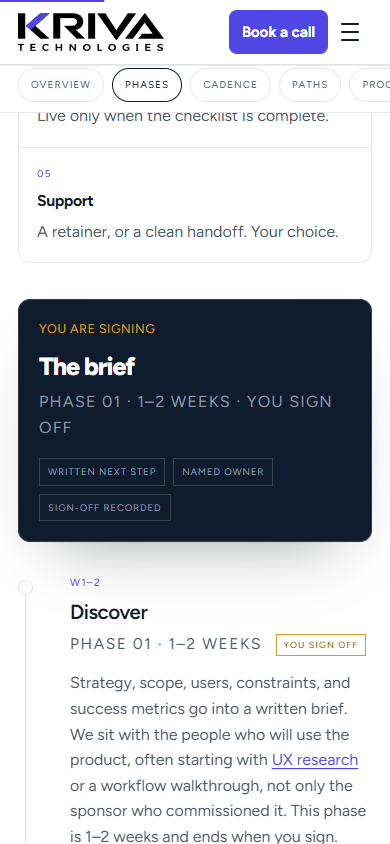 KRIVA
TECHNOLOGIES
Book a call
OVERVIEW
PHASES
CADENCE
PATHS
PROC
Live only when the checklist is complete.
05
Support
A retainer, or a clean handoff. Your choice.
YOU ARE SIGNING
The brief
PHASE 01 · 1–2 WEEKS · YOU SIGN
OFF
WRITTEN NEXT STEP
NAMED OWNER
SIGN-OFF RECORDED
W1–2
Discover
PHASE 01 · 1–2 WEEKS
YOU SIGN OFF
Strategy, scope, users, constraints, and
success metrics go into a written brief.
We sit with the people who will use the
product, often starting with UX research
or a workflow walkthrough, not only the
sponsor who commissioned it. This phase
is 1–2 weeks and ends when you sign.